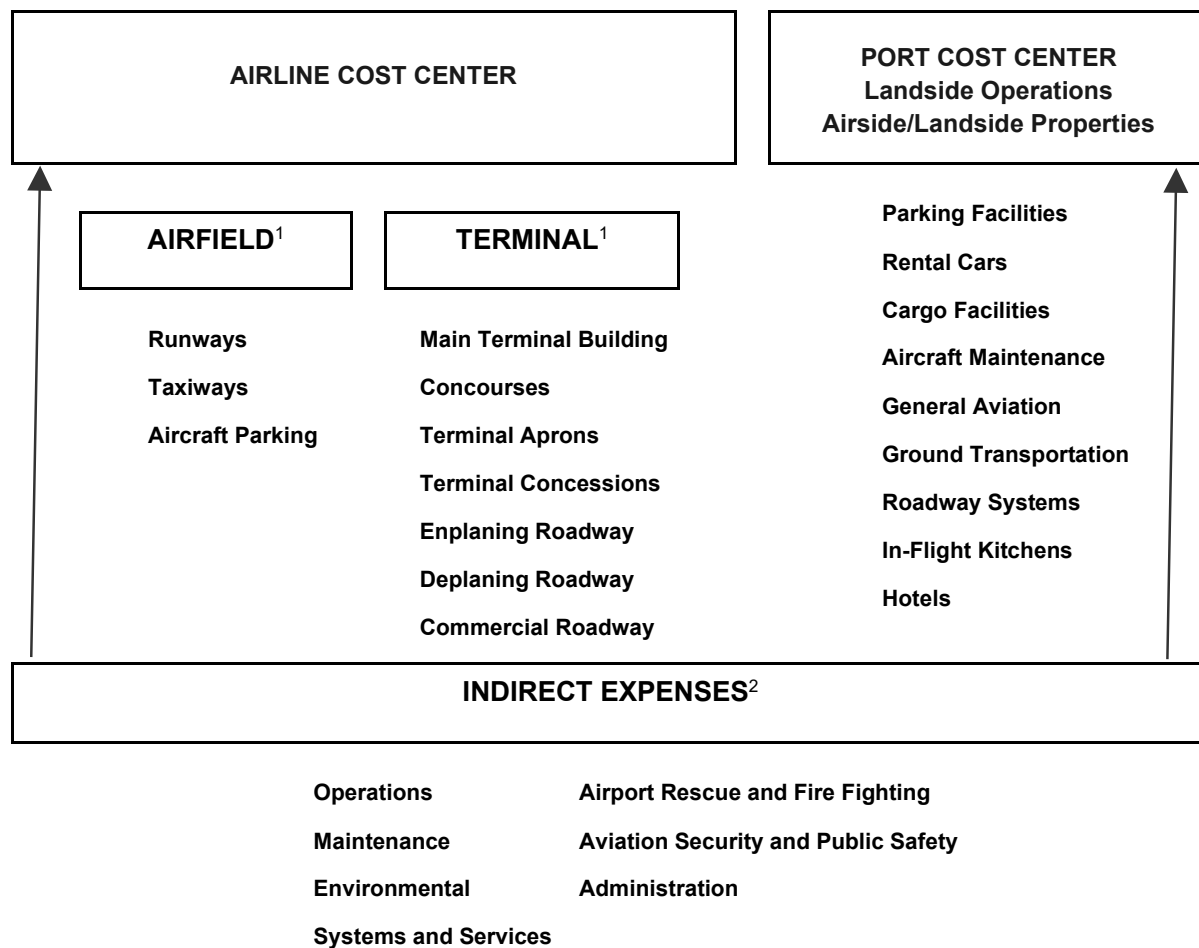 AIRLINE COST CENTER
PORT COST CENTER
Landside Operations
Airside/Landside Properties
AIRFIELD¹
Runways
Taxiways
Aircraft Parking
TERMINAL¹
Main Terminal Building
Concourses
Terminal Aprons
Terminal Concessions
Enplaning Roadway
Deplaning Roadway
Commercial Roadway
Parking Facilities
Rental Cars
Cargo Facilities
Aircraft Maintenance
General Aviation
Ground Transportation
Roadway Systems
In-Flight Kitchens
Hotels
INDIRECT EXPENSES²
Operations
Maintenance
Environmental
Systems and Services
Airport Rescue and Fire Fighting
Aviation Security and Public Safety
Administration